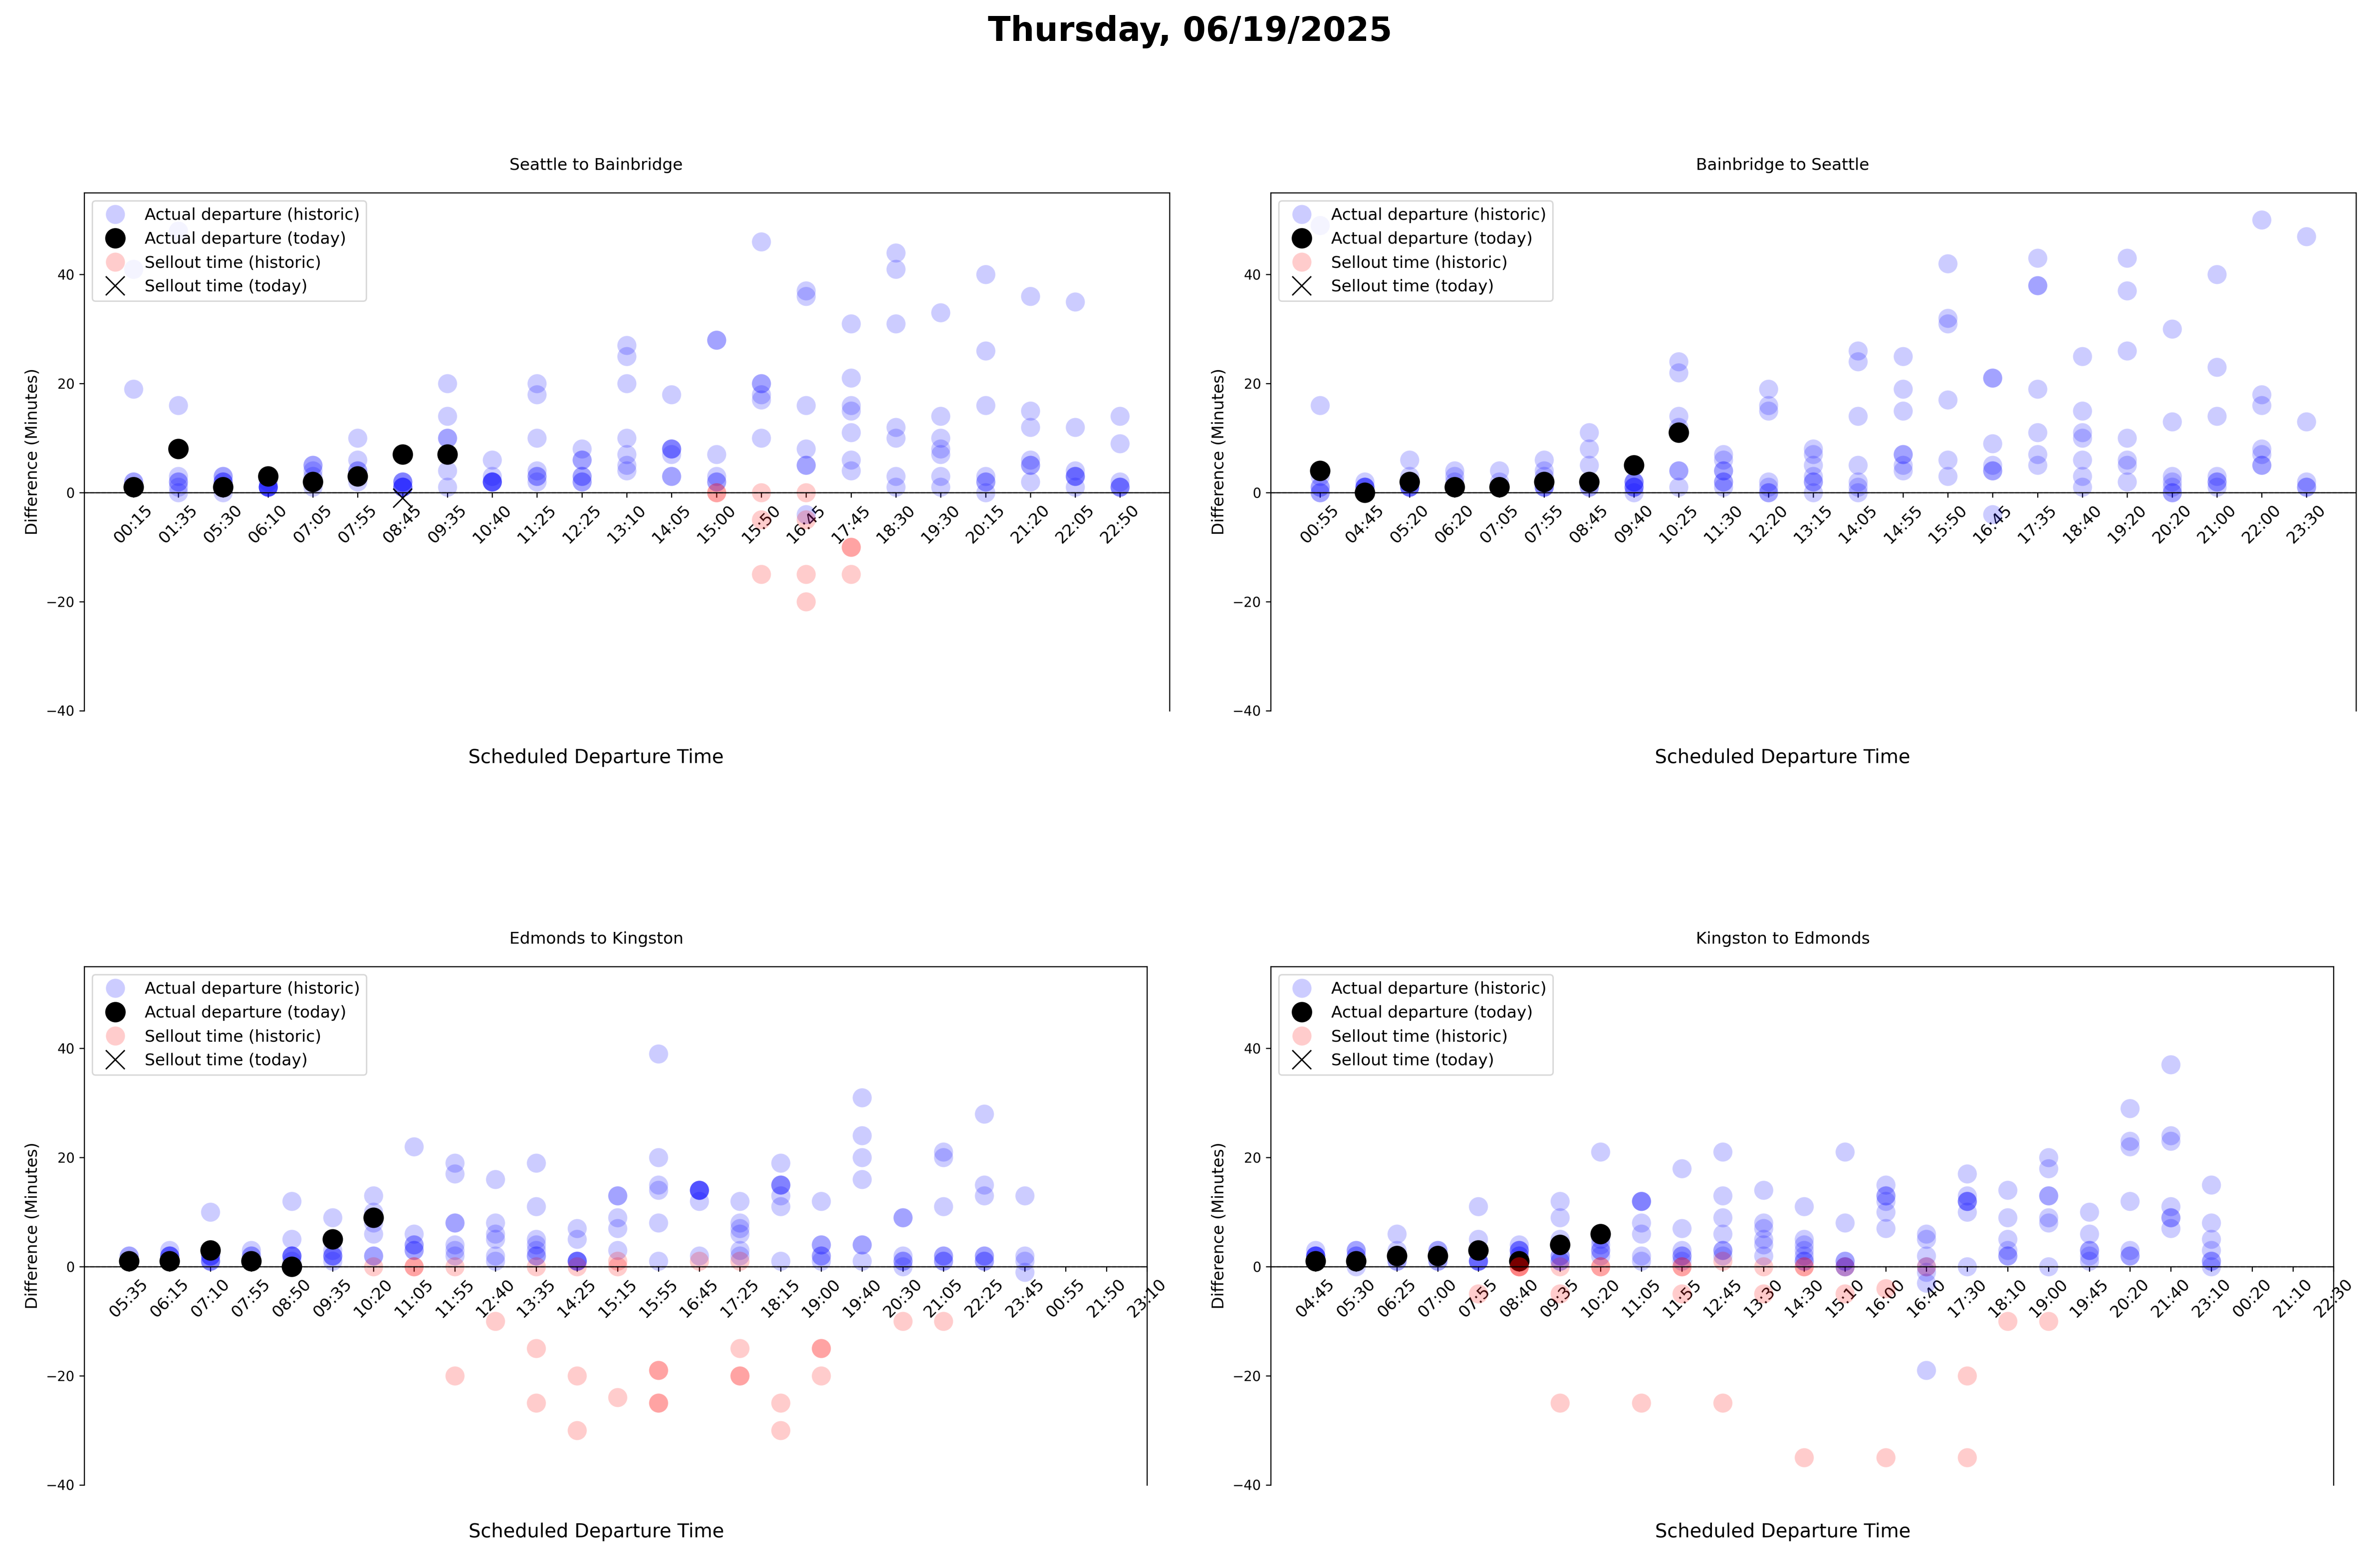 Thursday, 06/19/2025
Seattle to Bainbridge
Actual departure (historic)
Actual departure (today)
Sellout time (historic)
Sellout time (today)
Difference (Minutes)
40
20
0
−20
−40
00:15 01:35 05:30 06:10 07:05 07:55 08:45 09:35 10:40 11:25 12:25 13:10 14:05 15:00 15:50 16:45 17:45 18:30 19:30 20:15 21:20 22:05 22:50
Scheduled Departure Time
Bainbridge to Seattle
Actual departure (historic)
Actual departure (today)
Sellout time (historic)
Sellout time (today)
Difference (Minutes)
40
20
0
−20
−40
00:55 04:45 05:20 06:20 07:05 07:55 08:45 09:40 10:25 11:30 12:20 13:15 14:05 14:55 15:50 16:45 17:35 18:40 19:20 20:20 21:00 22:00 23:30
Scheduled Departure Time
Edmonds to Kingston
Actual departure (historic)
Actual departure (today)
Sellout time (historic)
Sellout time (today)
Difference (Minutes)
40
20
0
−20
−40
05:35 06:15 07:10 07:55 08:50 09:35 10:20 11:05 11:55 12:40 13:35 14:25 15:15 15:55 16:45 17:25 18:15 19:00 19:40 20:30 21:05 22:25 23:45 00:55 21:50 23:10
Scheduled Departure Time
Kingston to Edmonds
Actual departure (historic)
Actual departure (today)
Sellout time (historic)
Sellout time (today)
Difference (Minutes)
40
20
0
−20
−40
04:45 05:30 06:25 07:00 07:55 08:40 09:35 10:20 11:05 11:55 12:45 13:30 14:30 15:10 16:00 16:40 17:30 18:10 19:00 19:45 20:20 21:40 23:10 00:20 21:10 22:30
Scheduled Departure Time